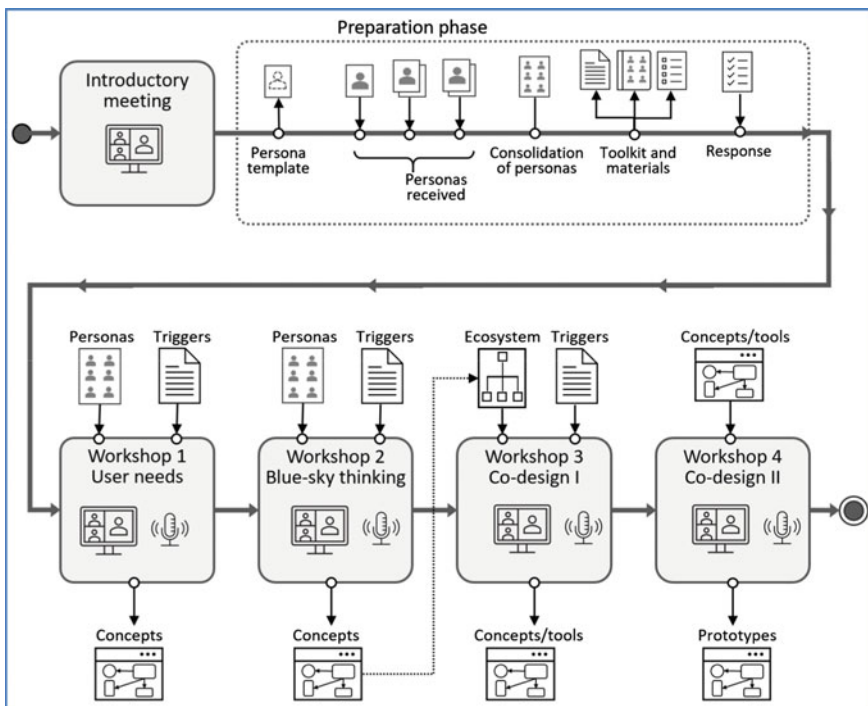 Preparation phase
Introductory
meeting
Persona
template
Personas
received
Consolidation
of personas
Toolkit and
materials
Response
Personas
Triggers
Personas
Triggers
Ecosystem
Triggers
Concepts/tools
Workshop 1
User needs
Workshop 2
Blue-sky thinking
Workshop 3
Co-design I
Workshop 4
Co-design II
Concepts
Concepts
Concepts/tools
Prototypes